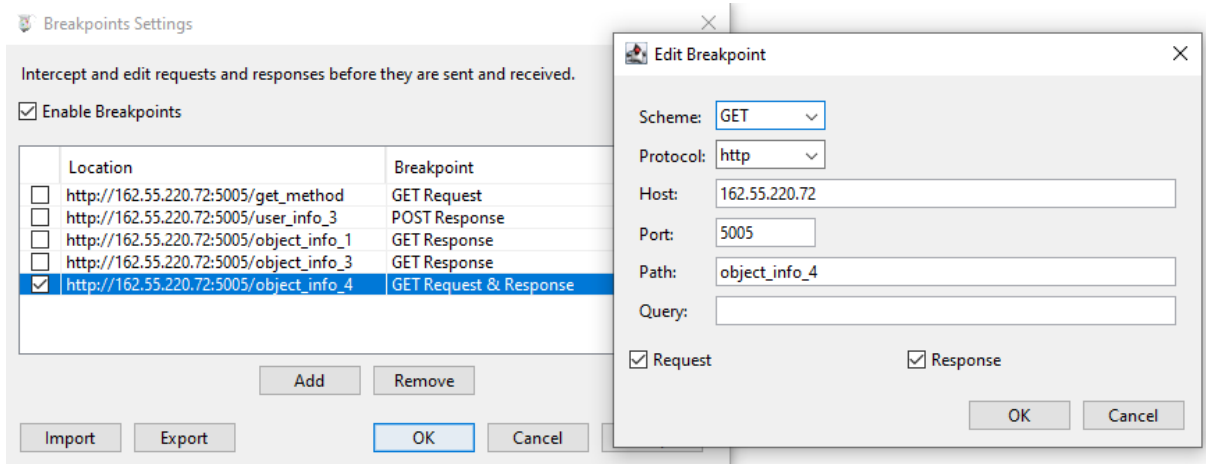 Breakpoints Settings
Intercept and edit requests and responses before they are sent and received.
Enable Breakpoints
Location Breakpoint
http://162.55.220.72:5005/get_method GET Request
http://162.55.220.72:5005/user_info_3 POST Response
http://162.55.220.72:5005/object_info_1 GET Response
http://162.55.220.72:5005/object_info_3 GET Response
http://162.55.220.72:5005/object_info_4 GET Request & Response
Add Remove
Import Export OK Cancel
Edit Breakpoint
Scheme: GET
Protocol: http
Host: 162.55.220.72
Port: 5005
Path: object_info_4
Query:
Request Response
OK Cancel